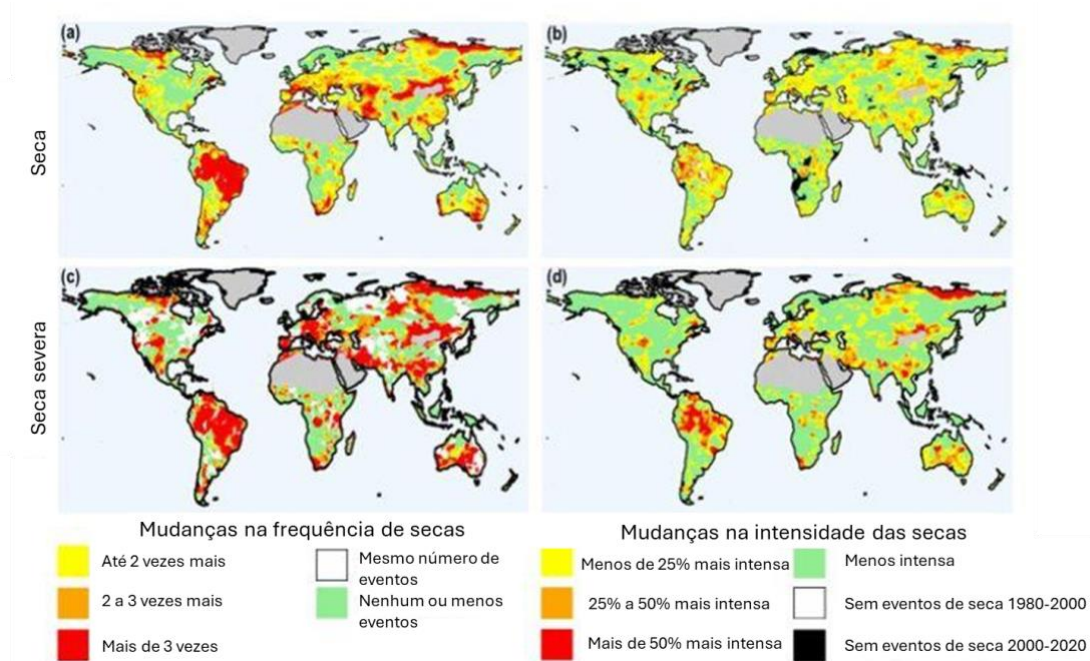 (a)
(b)
Seca
(c)
(d)
Seca severa
Mudanças na frequência de secas
Até 2 vezes mais
2 a 3 vezes mais
Mais de 3 vezes
Mesmo número de
eventos
Nenhum ou menos
eventos
Mudanças na intensidade das secas
Menos de 25% mais intensa
25% a 50% mais intensa
Mais de 50% mais intensa
Menos intensa
Sem eventos de seca 1980-2000
Sem eventos de seca 2000-2020